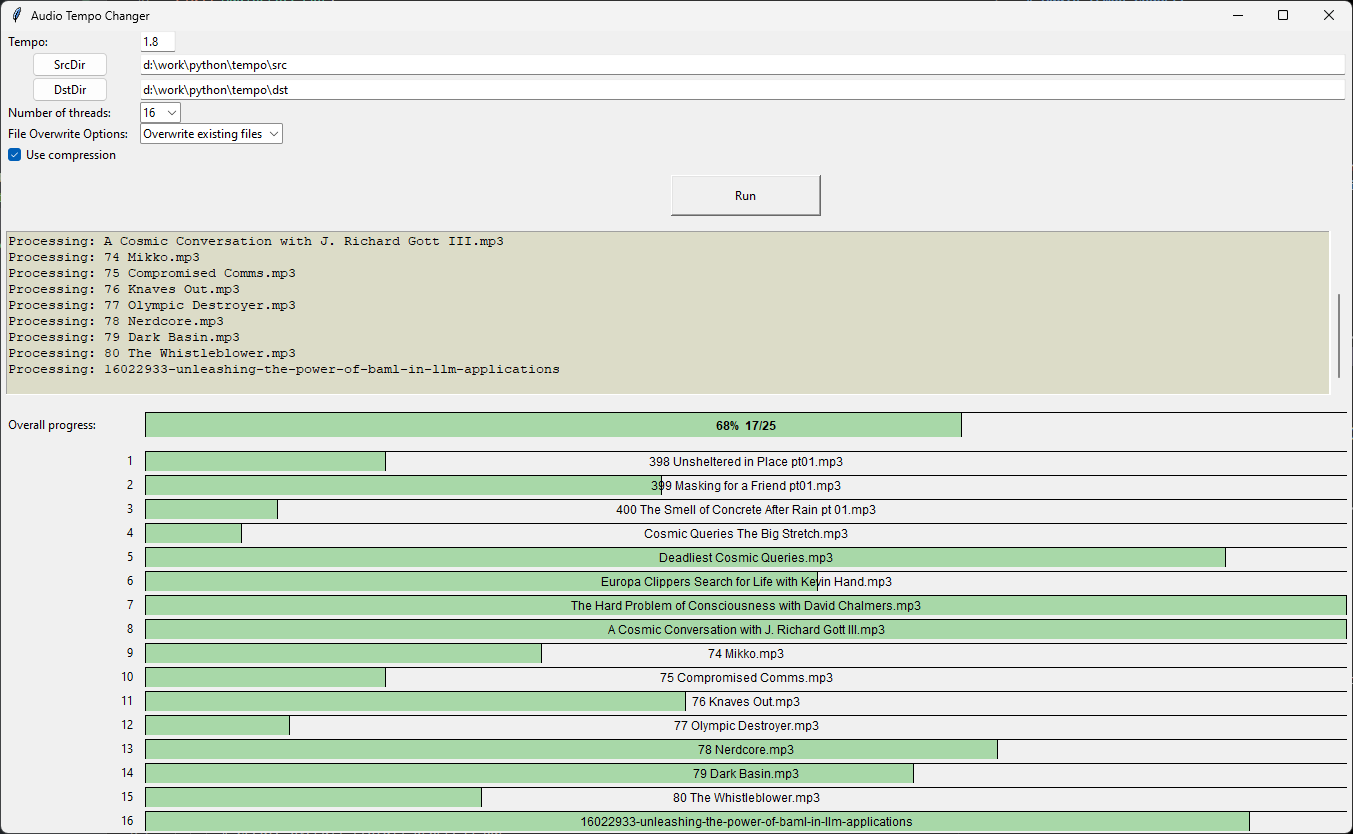 Audio Tempo Changer
Tempo: 1.8
SrcDir d:\work\python\tempo\src
DstDir d:\work\python\tempo\dst
Number of threads: 16
File Overwrite Options: Overwrite existing files
Use compression
Run
Processing: A Cosmic Conversation with J. Richard Gott III.mp3
Processing: 74 Mikko.mp3
Processing: 75 Compromised Comms.mp3
Processing: 76 Knaves Out.mp3
Processing: 77 Olympic Destroyer.mp3
Processing: 78 Nerdcore.mp3
Processing: 79 Dark Basin.mp3
Processing: 80 The Whistleblower.mp3
Processing: 16022933-unleashing-the-power-of-baml-in-llm-applications
Overall progress: 68% 17/25
1 398 Unsheltered in Place pt01.mp3
2 399 Masking for a Friend pt01.mp3
3 400 The Smell of Concrete After Rain pt 01.mp3
4 Cosmic Queries The Big Stretch.mp3
5 Deadliest Cosmic Queries.mp3
6 Europa Clippers Search for Life with Kevin Hand.mp3
7 The Hard Problem of Consciousness with David Chalmers.mp3
8 A Cosmic Conversation with J. Richard Gott III.mp3
9 74 Mikko.mp3
10 75 Compromised Comms.mp3
11 76 Knaves Out.mp3
12 77 Olympic Destroyer.mp3
13 78 Nerdcore.mp3
14 79 Dark Basin.mp3
15 80 The Whistleblower.mp3
16 16022933-unleashing-the-power-of-baml-in-llm-applications